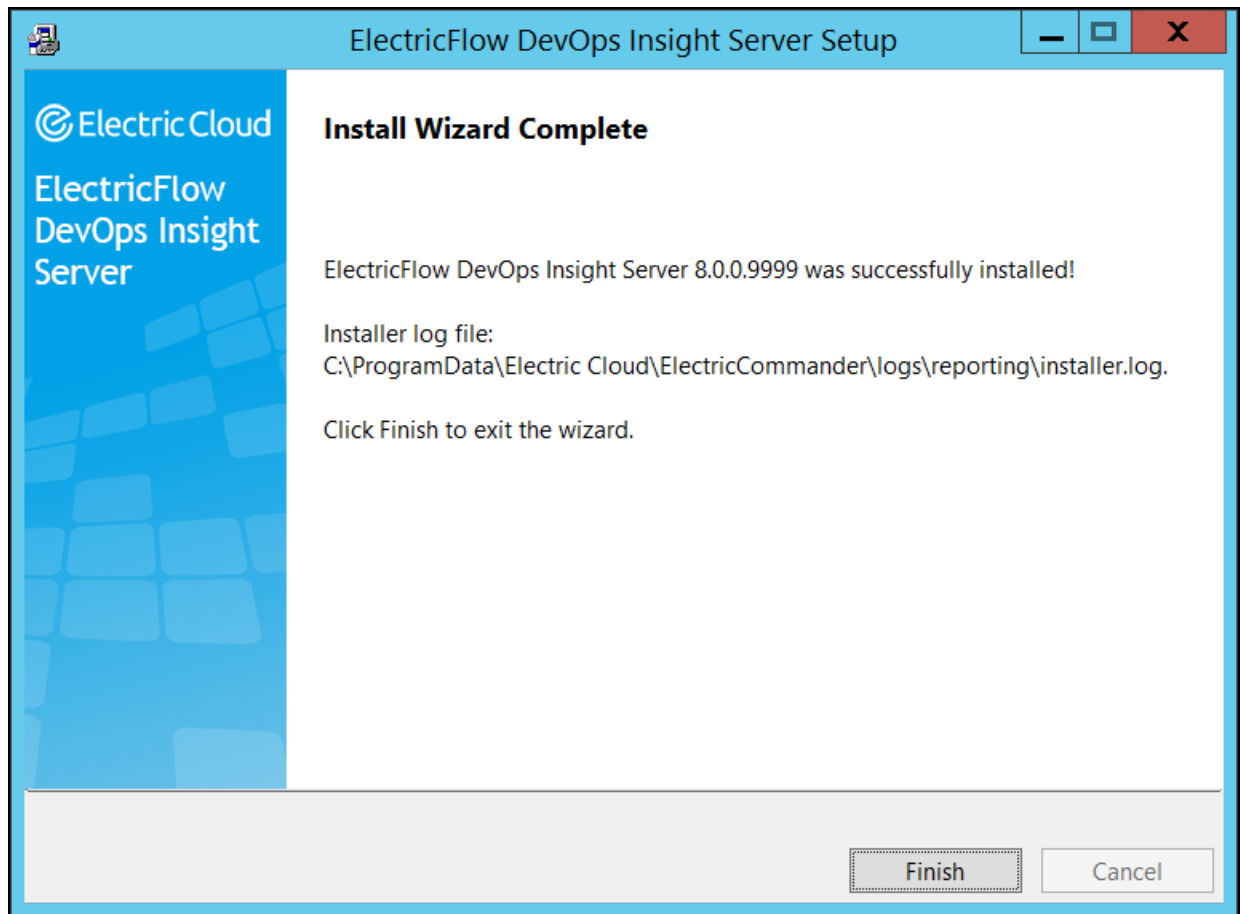 ElectricFlow DevOps Insight Server Setup
Electric Cloud
ElectricFlow
DevOps Insight
Server
Install Wizard Complete
ElectricFlow DevOps Insight Server 8.0.0.9999 was successfully installed!
Installer log file:
C:\ProgramData\Electric Cloud\ElectricCommander\logs\reporting\installer.log.
Click Finish to exit the wizard.
Finish
Cancel